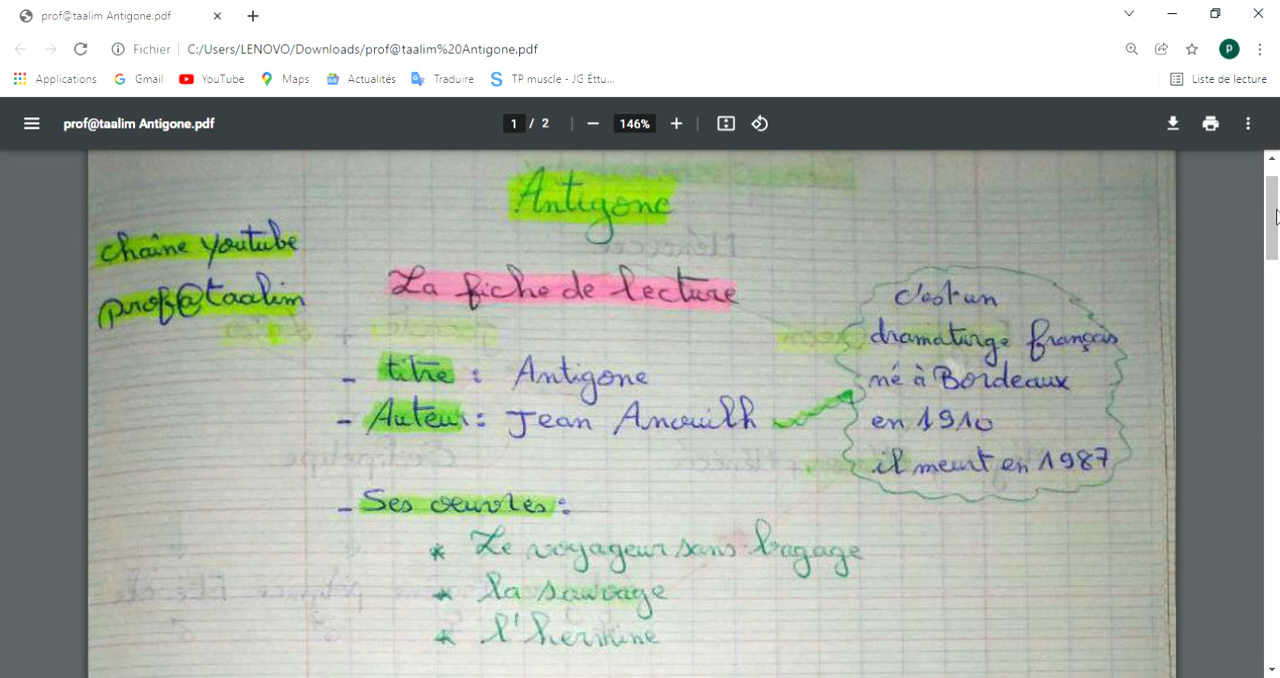 prof@taalim Antigone.pdf
Fichier
C:/Users/LENOVO/Downloads/prof@taalim%20Antigone.pdf
P
Applications
Gmail
YouTube
Maps
Actualités
Traduire
TP muscle - JG Éttu...
Liste de lecture
prof@taalim Antigone.pdf
1 / 2
146%
Antigone
chaîne youtube
prof@taalim
La fiche de lecture
- titre : Antigone
- Auteur : Jean Anouilh
c'est un
dramaturge français
né à Bordeaux
en 1910
il meurt en 1987
- Ses oeuvres :
* Le voyageur sans bagage
* la sauvage
* l'hermine